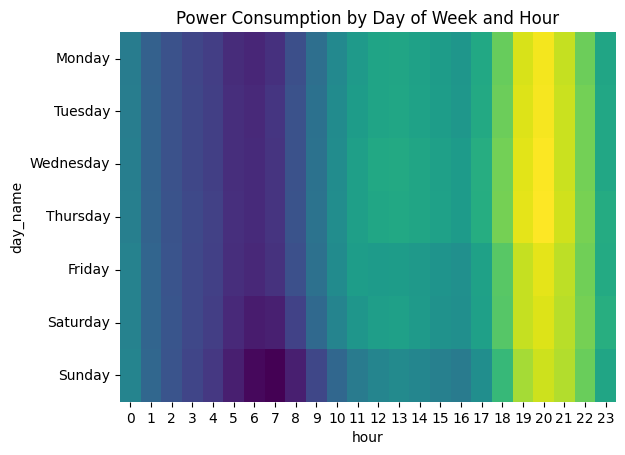 Power Consumption by Day of Week and Hour
day_name
Monday
Tuesday
Wednesday
Thursday
Friday
Saturday
Sunday
0 1 2 3 4 5 6 7 8 9 10 11 12 13 14 15 16 17 18 19 20 21 22 23
hour